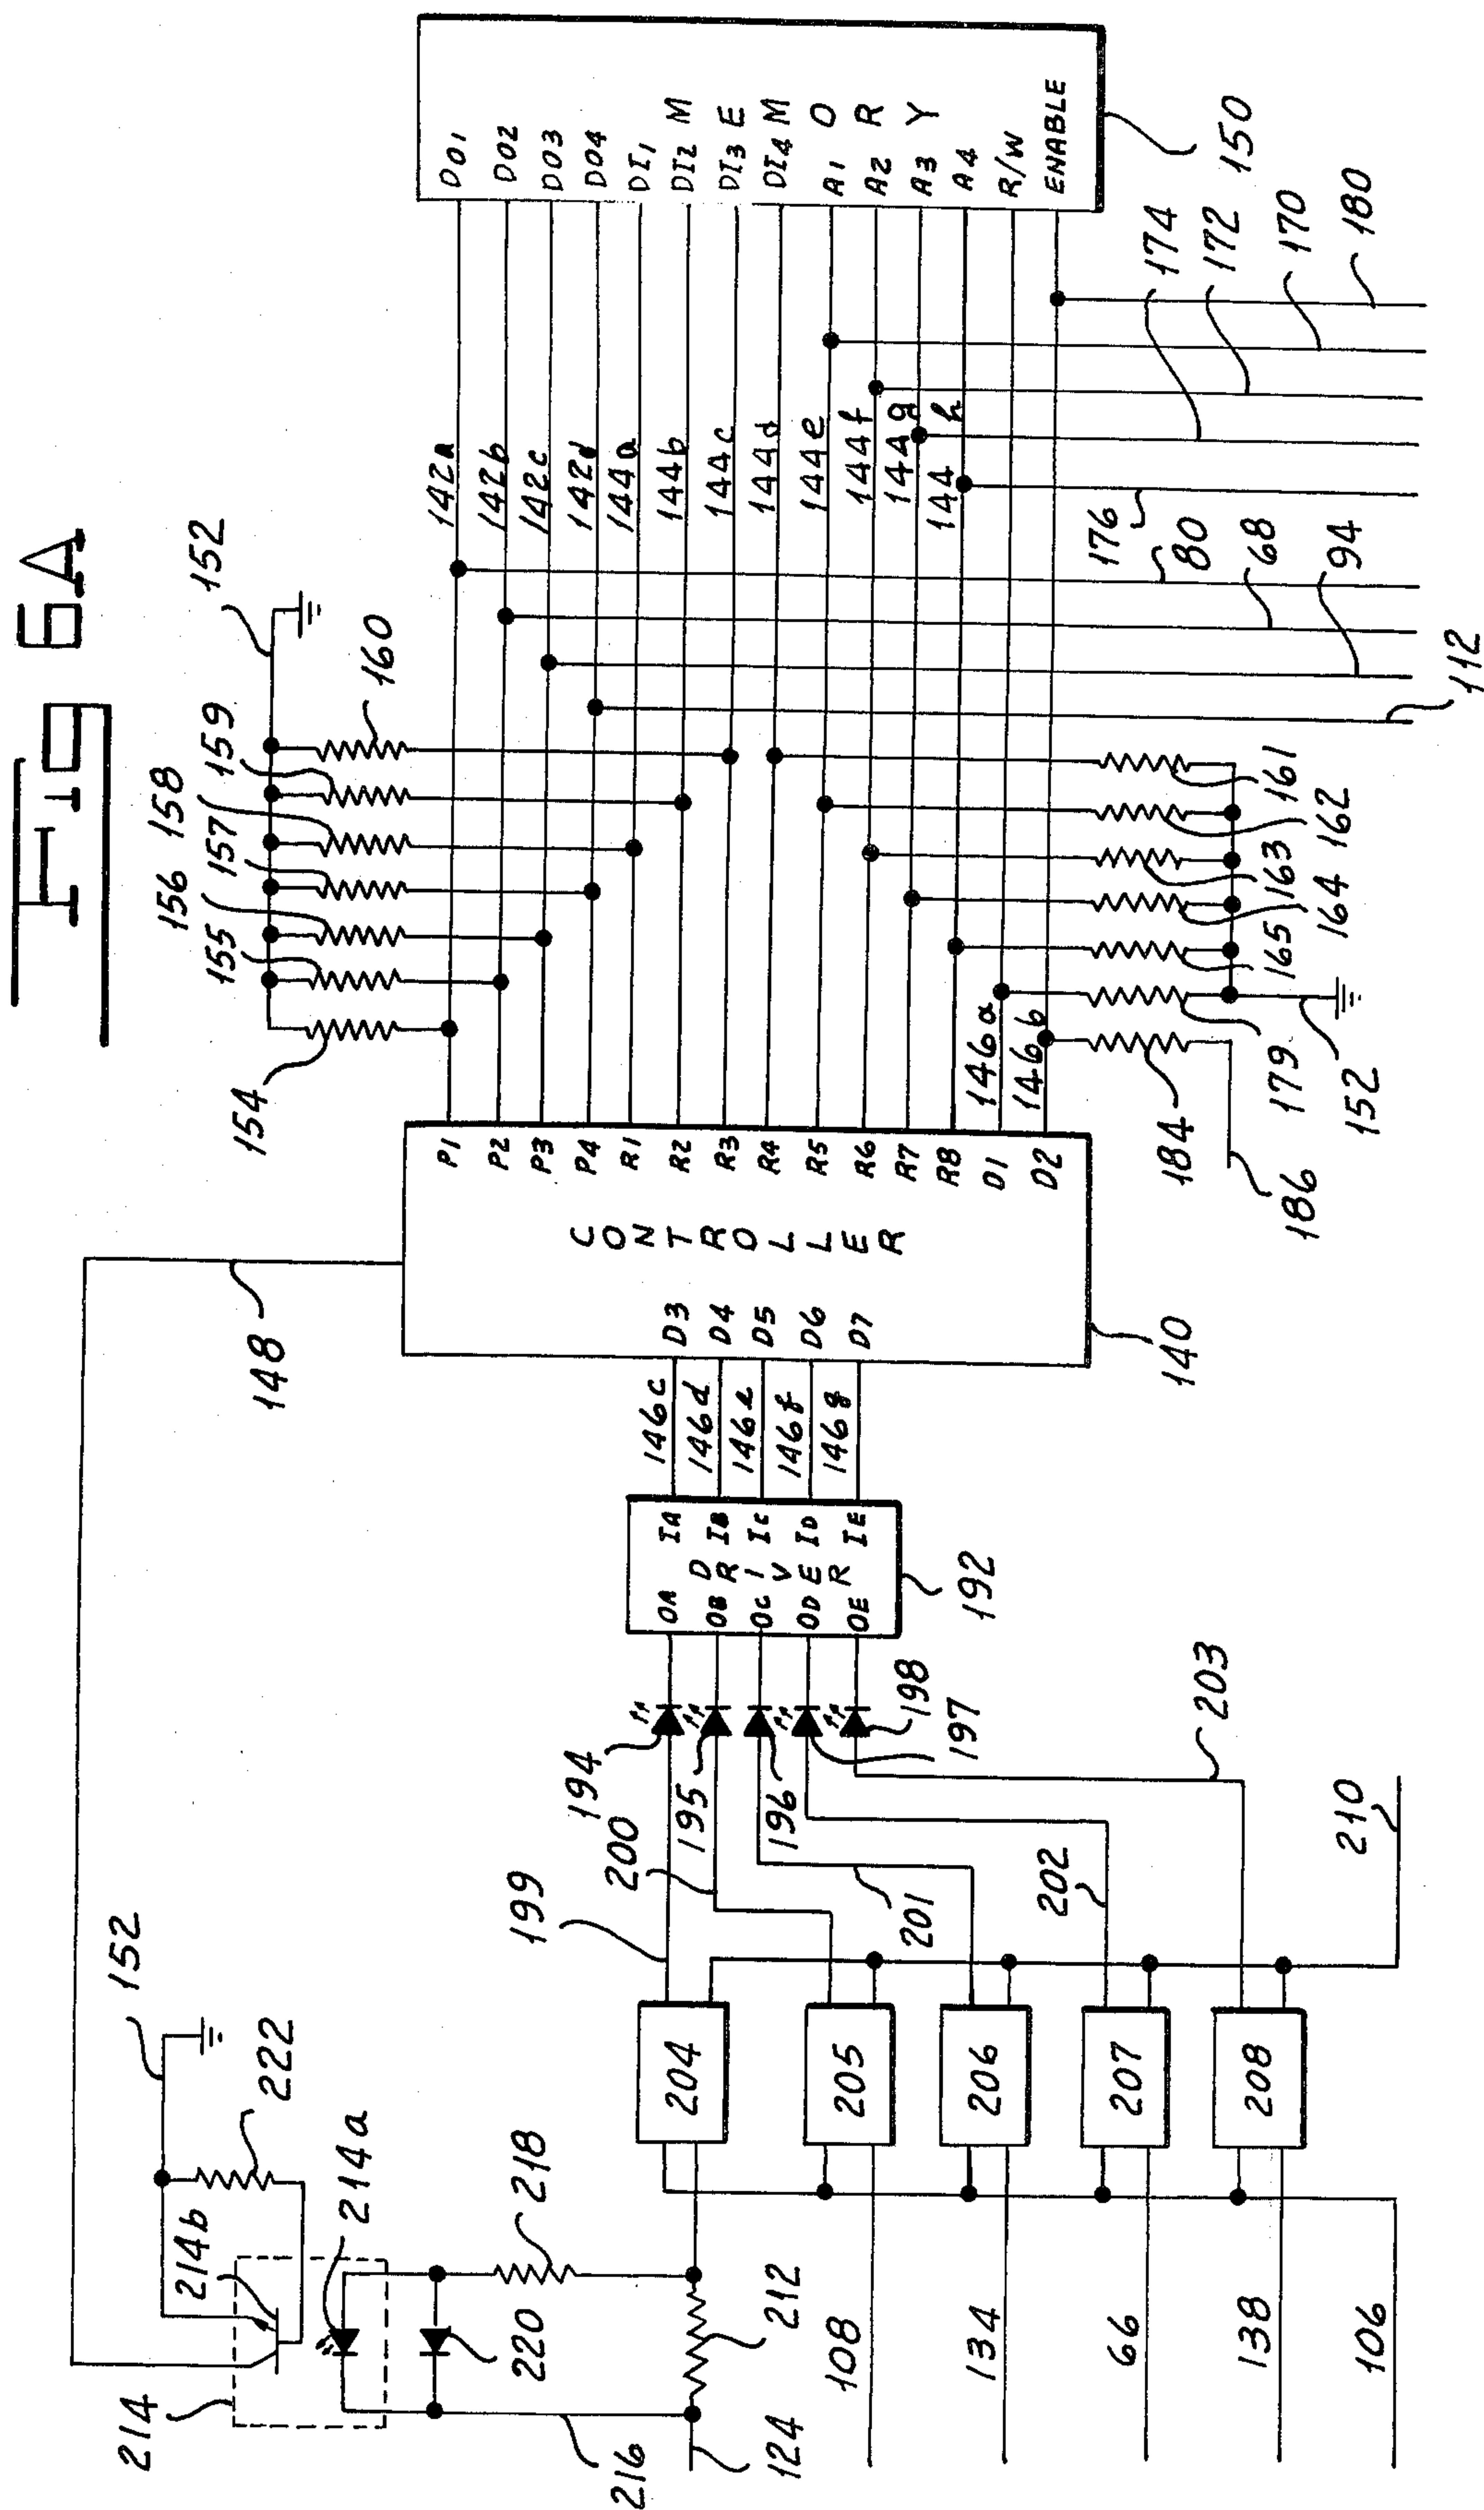 FIG 6A
152
154
155
156
157
158
159
160
148
CONTROLLER
P1
P2
P3
P4
R1
R2
R3
R4
R5
R6
R7
R8
D1
D2
D3
D4
D5
D6
D7
140
142a
142b
142c
142d
144a
144b
144c
144d
144e
144f
144g
144h
146a
146b
MEMORY
DO1
DO2
DO3
DO4
DI1
DI2
DI3
DI4
A1
A2
A3
A4
R/W
ENABLE
150
174
172
170
180
176
80
68
94
112
161
162
163
164
165
179
152
184
186
146c
146d
146e
146f
146g
DRIVER
IA
IB
IC
ID
IE
OA
OB
OC
OD
OE
192
194
195
196
197
198
199
200
201
202
203
204
205
206
207
208
210
152
222
214
214a
214b
218
220
216
212
124
108
134
66
138
106